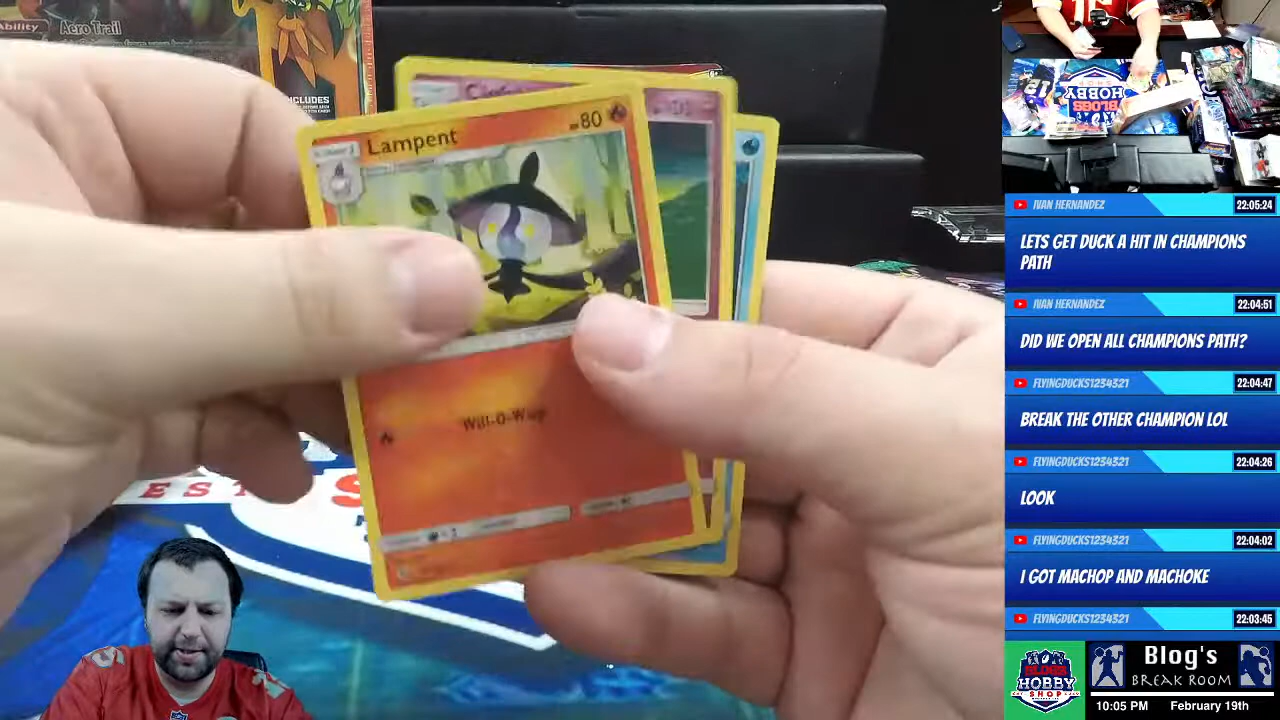 Ability Aero Trail
INCLUDES
Lampent
80
Will-O-Wisp
IVAN HERNANDEZ
22:05:24
LETS GET DUCK A HIT IN CHAMPIONS
PATH
IVAN HERNANDEZ
22:04:51
DID WE OPEN ALL CHAMPIONS PATH?
FLYINGDUCKS1234321
22:04:47
BREAK THE OTHER CHAMPION LOL
FLYINGDUCKS1234321
22:04:26
LOOK
FLYINGDUCKS1234321
22:04:02
I GOT MACHOP AND MACHOKE
FLYINGDUCKS1234321
22:03:45
BLOGS
HOBBY
SHOP
Blog's
BREAK ROOM
10:05 PM February 19th